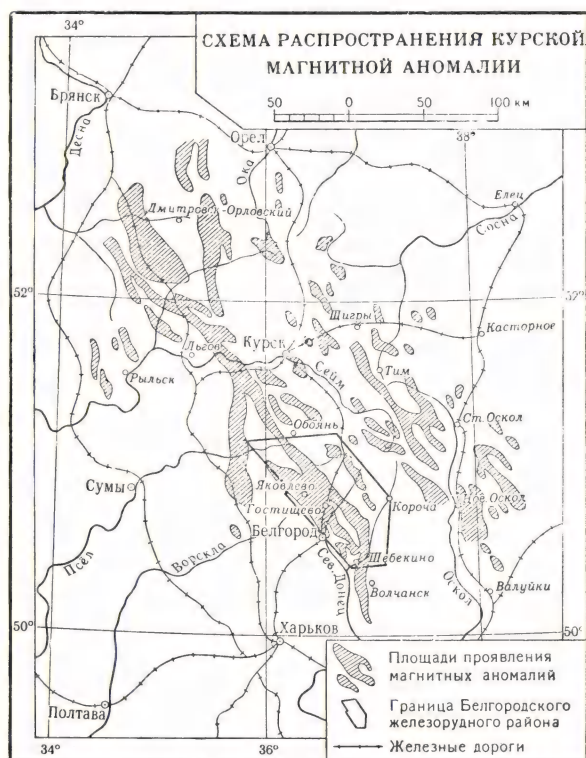 34°
СХЕМА РАСПРОСТРАНЕНИЯ КУРСКОЙ
МАГНИТНОЙ АНОМАЛИИ
50 0 50 100 км
Брянск
Десна
Орел
Ока
38°
Елец
Сосна
Дмитровск-Орловский
52°
52°
Щигры
Касторное
Курск
Льгов
Сейм
Тим
Рыльск
Обоянь
Ст. Оскол
Сумы
Яковлево
Гостищево
Короча
Нов. Оскол
Белгород
Псёл
Ворскла
Сев. Донец
Шебекино
Оскол
Волчанск
Валуйки
50°
50°
Харьков
Полтава
Площади проявления
магнитных аномалий
Граница Белгородского
железорудного района
Железные дороги
34°
36°